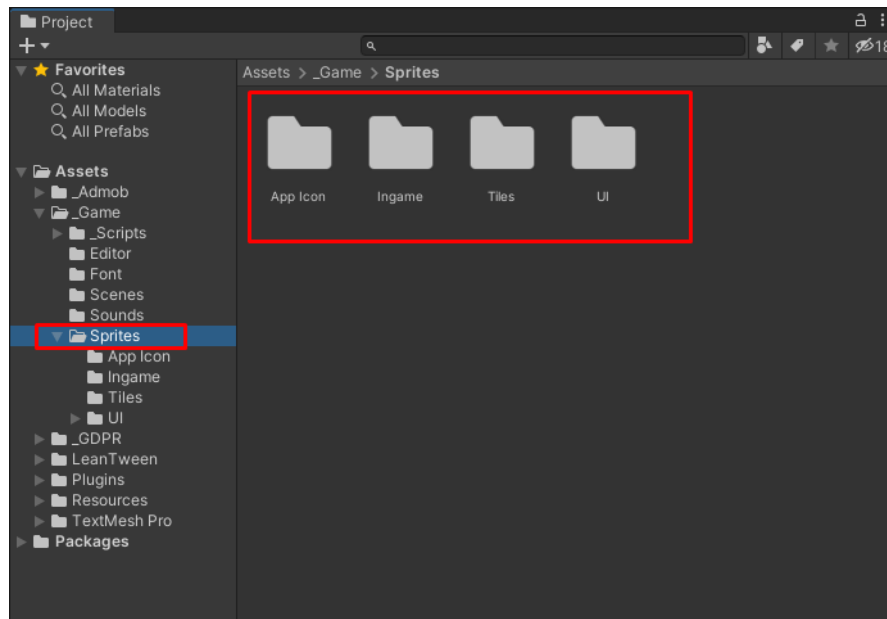 Project
18
Favorites
All Materials
All Models
All Prefabs
Assets
_Admob
_Game
_Scripts
Editor
Font
Scenes
Sounds
Sprites
App Icon
Ingame
Tiles
UI
_GDPR
LeanTween
Plugins
Resources
TextMesh Pro
Packages
Assets > _Game > Sprites
App Icon Ingame Tiles UI